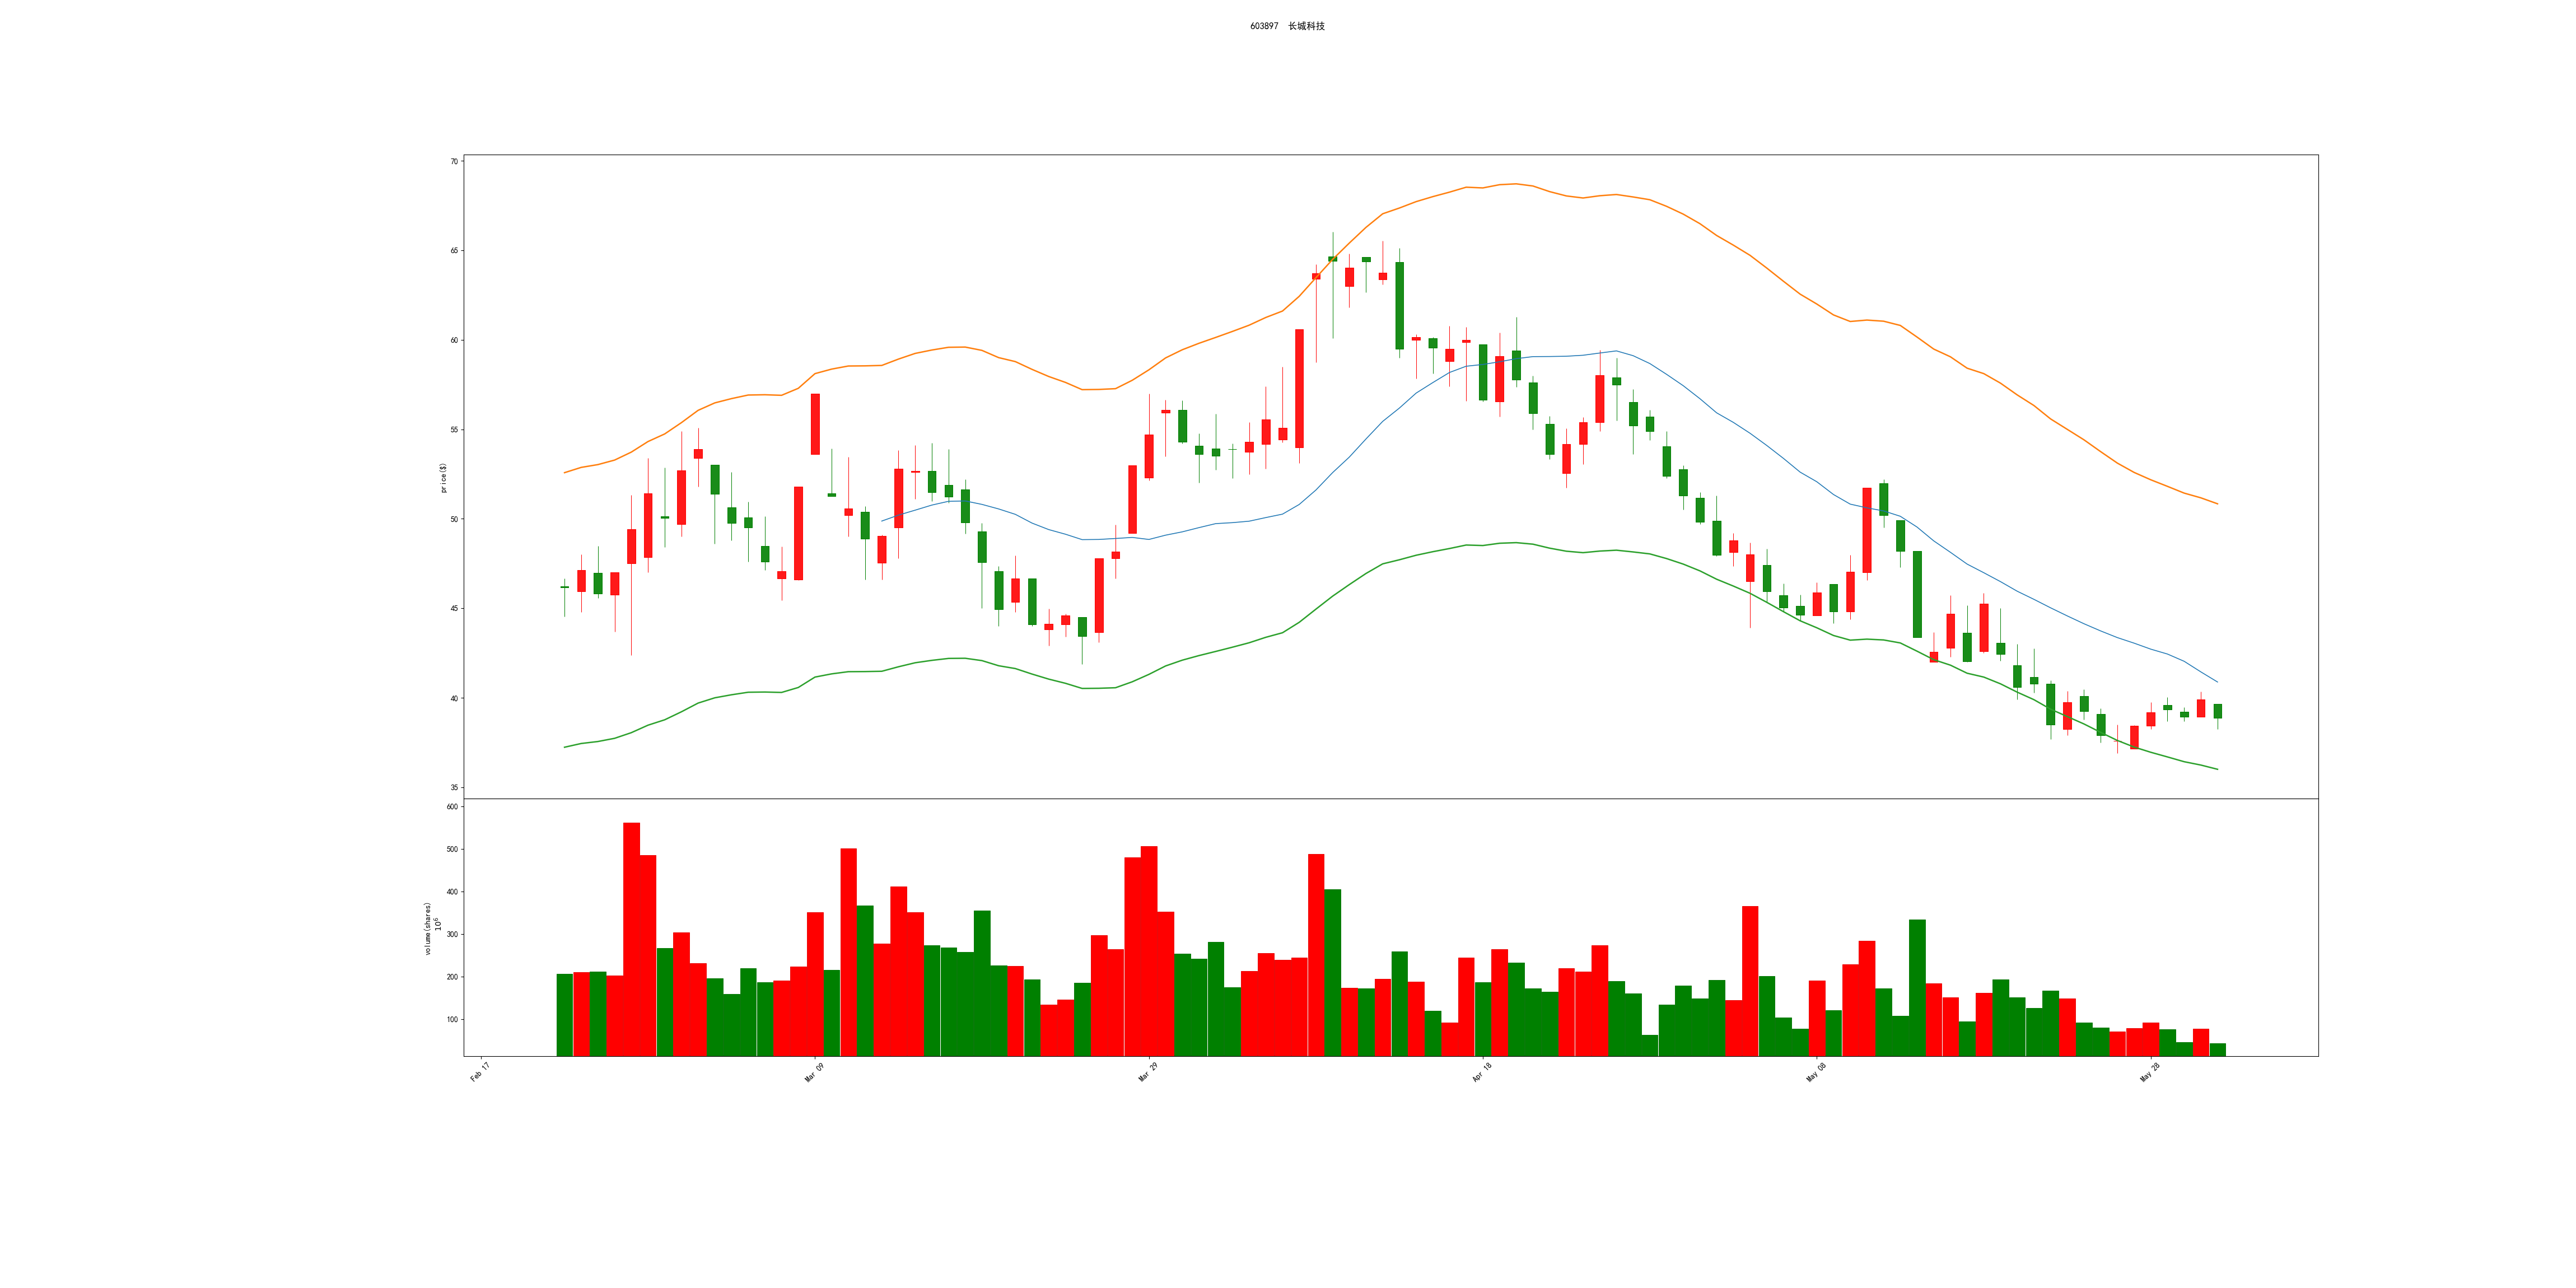 603897  长城科技
70
65
60
55
50
45
40
35
price($)
600
500
400
300
200
100
volume(shares)
10^6
Feb 17
Mar 09
Mar 29
Apr 18
May 08
May 28